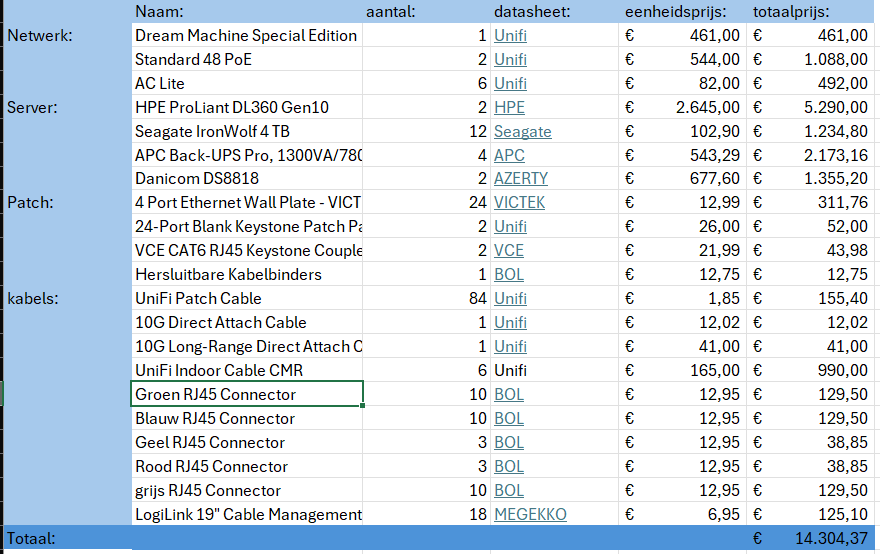 Naam: aantal: datasheet: eenheidsprijs: totaalprijs:
Netwerk: Dream Machine Special Edition 1 Unifi € 461,00 € 461,00
Standard 48 PoE 2 Unifi € 544,00 € 1.088,00
AC Lite 6 Unifi € 82,00 € 492,00
Server: HPE ProLiant DL360 Gen10 2 HPE € 2.645,00 € 5.290,00
Seagate IronWolf 4 TB 12 Seagate € 102,90 € 1.234,80
APC Back-UPS Pro, 1300VA/780 4 APC € 543,29 € 2.173,16
Danicom DS8818 2 AZERTY € 677,60 € 1.355,20
Patch: 4 Port Ethernet Wall Plate - VICT 24 VICTEK € 12,99 € 311,76
24-Port Blank Keystone Patch Pa 2 Unifi € 26,00 € 52,00
VCE CAT6 RJ45 Keystone Couple 2 VCE € 21,99 € 43,98
Hersluitbare Kabelbinders 1 BOL € 12,75 € 12,75
kabels: UniFi Patch Cable 84 Unifi € 1,85 € 155,40
10G Direct Attach Cable 1 Unifi € 12,02 € 12,02
10G Long-Range Direct Attach C 1 Unifi € 41,00 € 41,00
UniFi Indoor Cable CMR 6 Unifi € 165,00 € 990,00
Groen RJ45 Connector 10 BOL € 12,95 € 129,50
Blauw RJ45 Connector 10 BOL € 12,95 € 129,50
Geel RJ45 Connector 3 BOL € 12,95 € 38,85
Rood RJ45 Connector 3 BOL € 12,95 € 38,85
grijs RJ45 Connector 10 BOL € 12,95 € 129,50
LogiLink 19" Cable Management 18 MEGEKKO € 6,95 € 125,10
Totaal: € 14.304,37